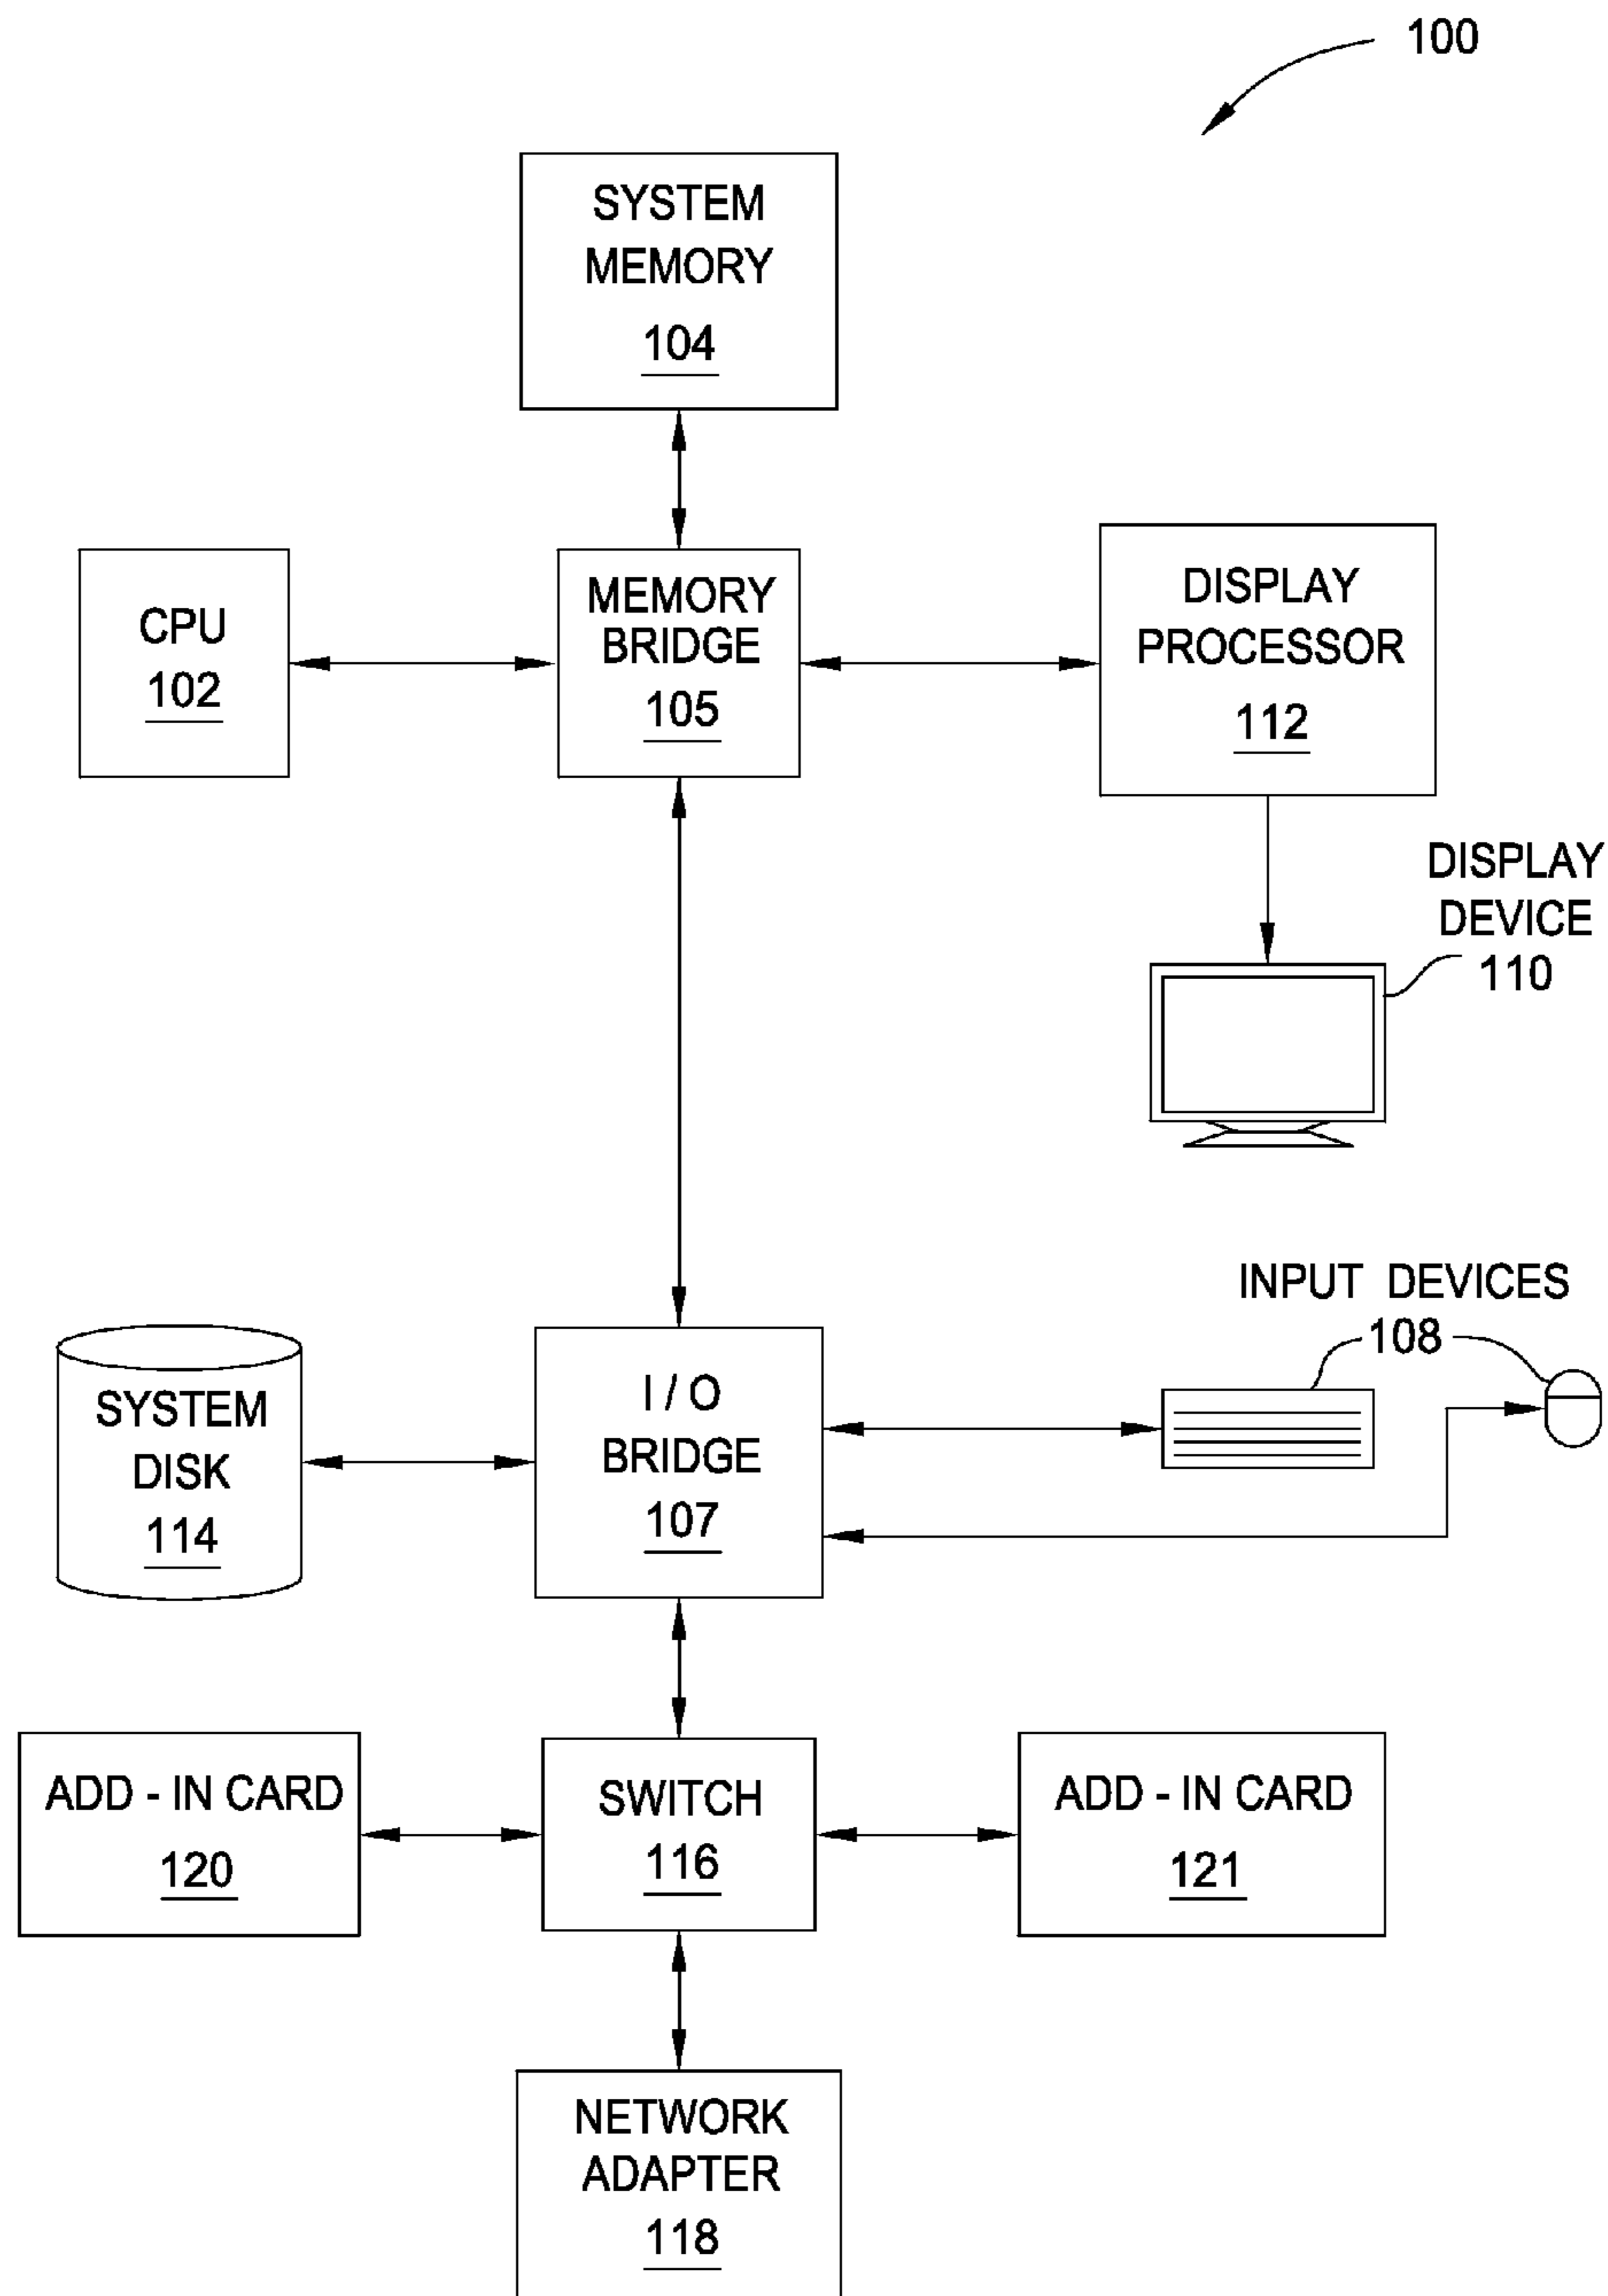 100
SYSTEM
MEMORY
104
CPU
102
MEMORY
BRIDGE
105
DISPLAY
PROCESSOR
112
DISPLAY
DEVICE
110
INPUT DEVICES
108
SYSTEM
DISK
114
I / O
BRIDGE
107
ADD - IN CARD
120
SWITCH
116
ADD - IN CARD
121
NETWORK
ADAPTER
118